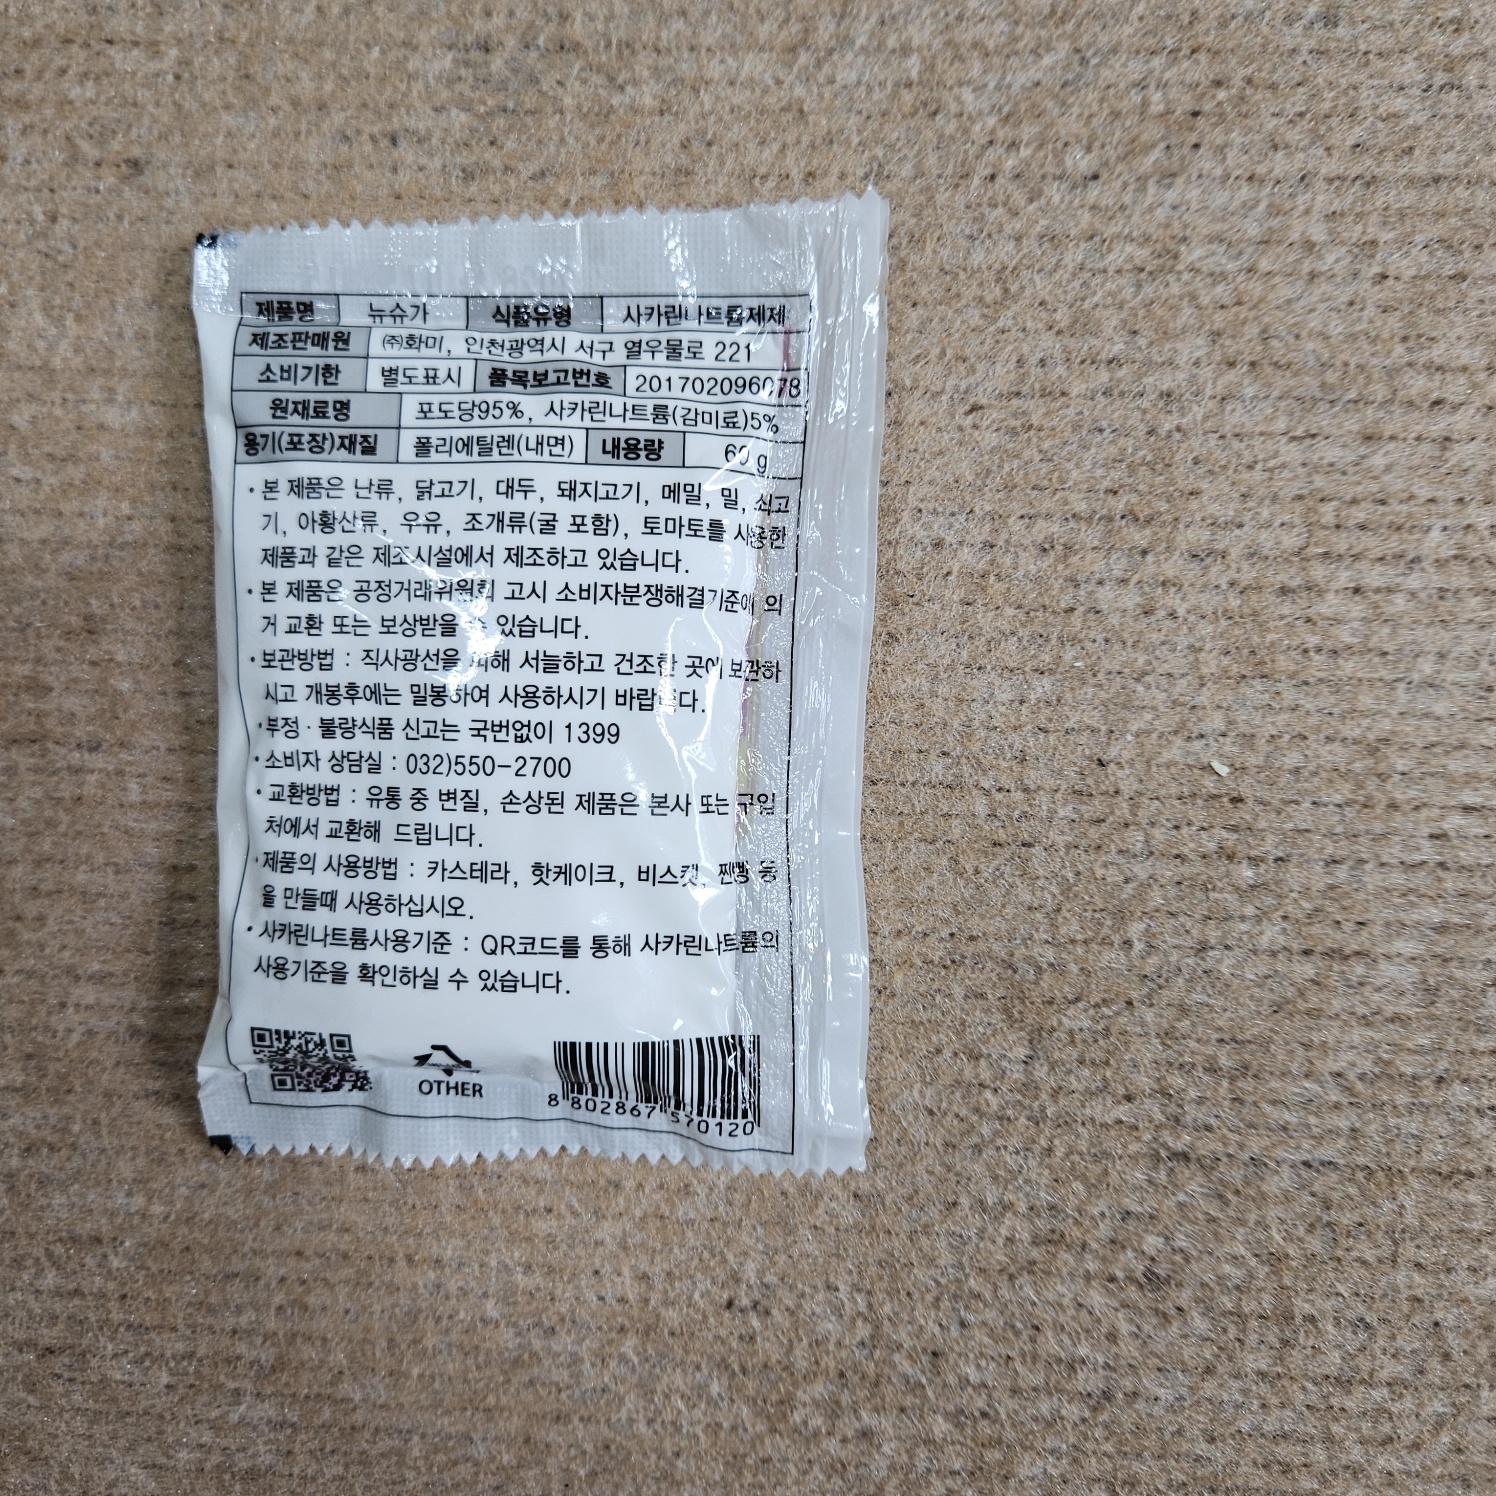 제품명 뉴슈가 식품유형 사카린나트륨제제
제조판매원 ㈜화미, 인천광역시 서구 열우물로 221
소비기한 별도표시 품목보고번호 201702096078
원재료명 포도당95%, 사카린나트륨(감미료)5%
용기(포장)재질 폴리에틸렌(내면) 내용량 60 g
• 본 제품은 난류, 닭고기, 대두, 돼지고기, 메밀, 밀, 쇠고
기, 아황산류, 우유, 조개류(굴 포함), 토마토를 사용한
제품과 같은 제조시설에서 제조하고 있습니다.
• 본 제품은 공정거래위원회 고시 소비자분쟁해결기준에 의
거 교환 또는 보상받을 수 있습니다.
• 보관방법 : 직사광선을 피해 서늘하고 건조한 곳에 보관하
시고 개봉후에는 밀봉하여 사용하시기 바랍니다.
• 부정 · 불량식품 신고는 국번없이 1399
• 소비자 상담실 : 032)550-2700
• 교환방법 : 유통 중 변질, 손상된 제품은 본사 또는 구입
처에서 교환해 드립니다.
• 제품의 사용방법 : 카스테라, 핫케이크, 비스켓, 찐빵 등
을 만들때 사용하십시오.
• 사카린나트륨사용기준 : QR코드를 통해 사카린나트륨의
사용기준을 확인하실 수 있습니다.
OTHER
8 802867 570120